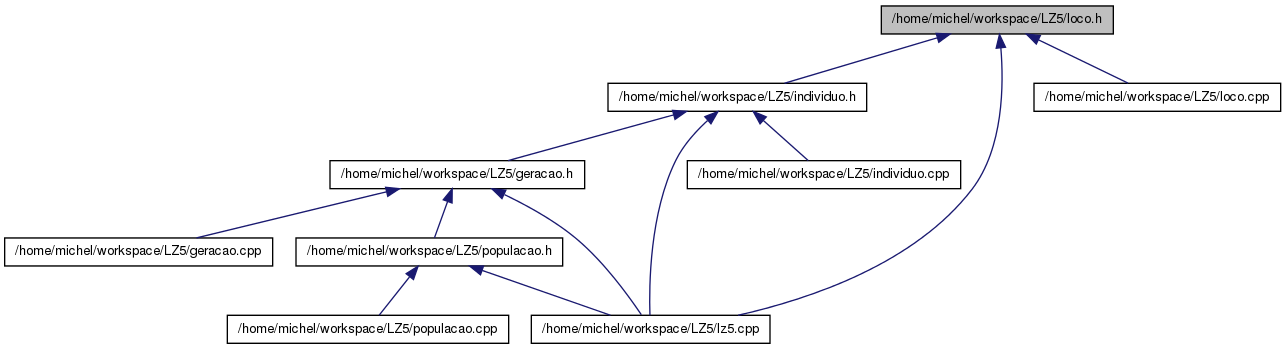 /home/michel/workspace/LZ5/loco.h
/home/michel/workspace/LZ5/individuo.h
/home/michel/workspace/LZ5/loco.cpp
/home/michel/workspace/LZ5/geracao.h
/home/michel/workspace/LZ5/individuo.cpp
/home/michel/workspace/LZ5/geracao.cpp
/home/michel/workspace/LZ5/populacao.h
/home/michel/workspace/LZ5/populacao.cpp
/home/michel/workspace/LZ5/lz5.cpp